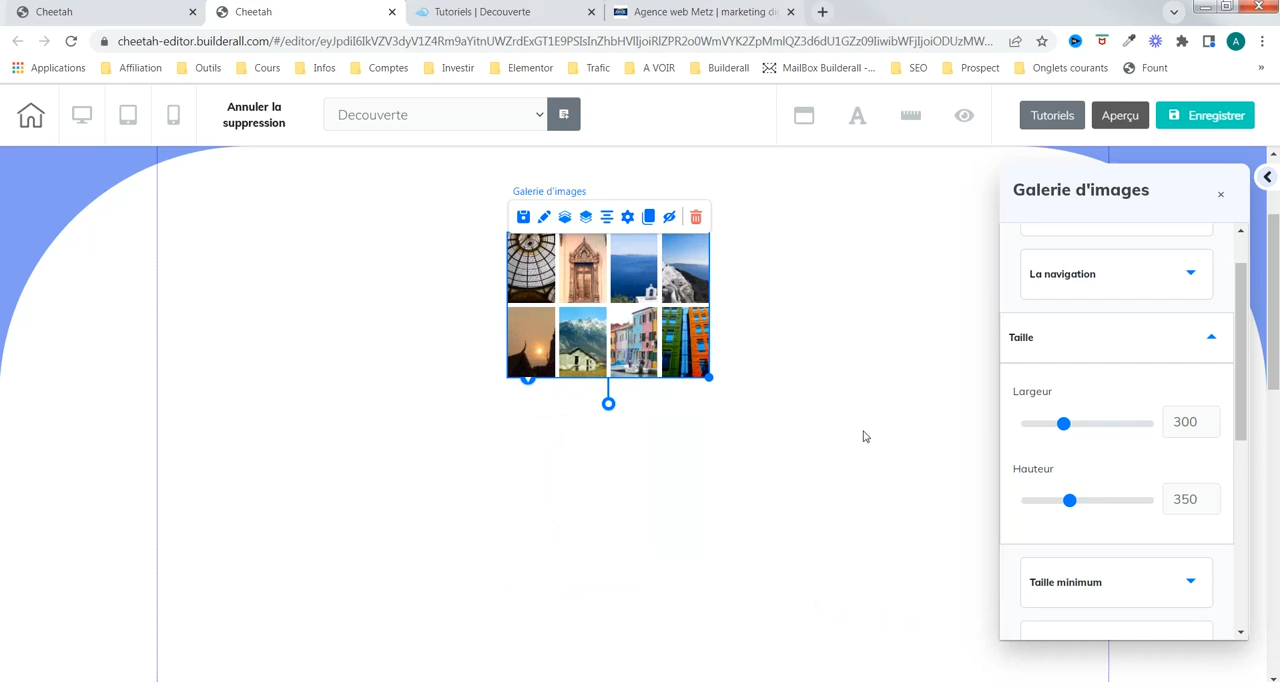 Cheetah
Cheetah
Tutoriels | Decouverte
Agence web Metz | marketing di
cheetah-editor.builderall.com/#/editor/
Applications
Affiliation
Outils
Cours
Infos
Comptes
Investir
Elementor
Trafic
A VOIR
Builderall
MailBox Builderall -...
SEO
Prospect
Onglets courants
Fount
»
A
Annuler la
suppression
Decouverte
Tutoriels
Aperçu
Enregistrer
Galerie d'images
Galerie d'images
La navigation
Taille
Largeur
300
Hauteur
350
Taille minimum